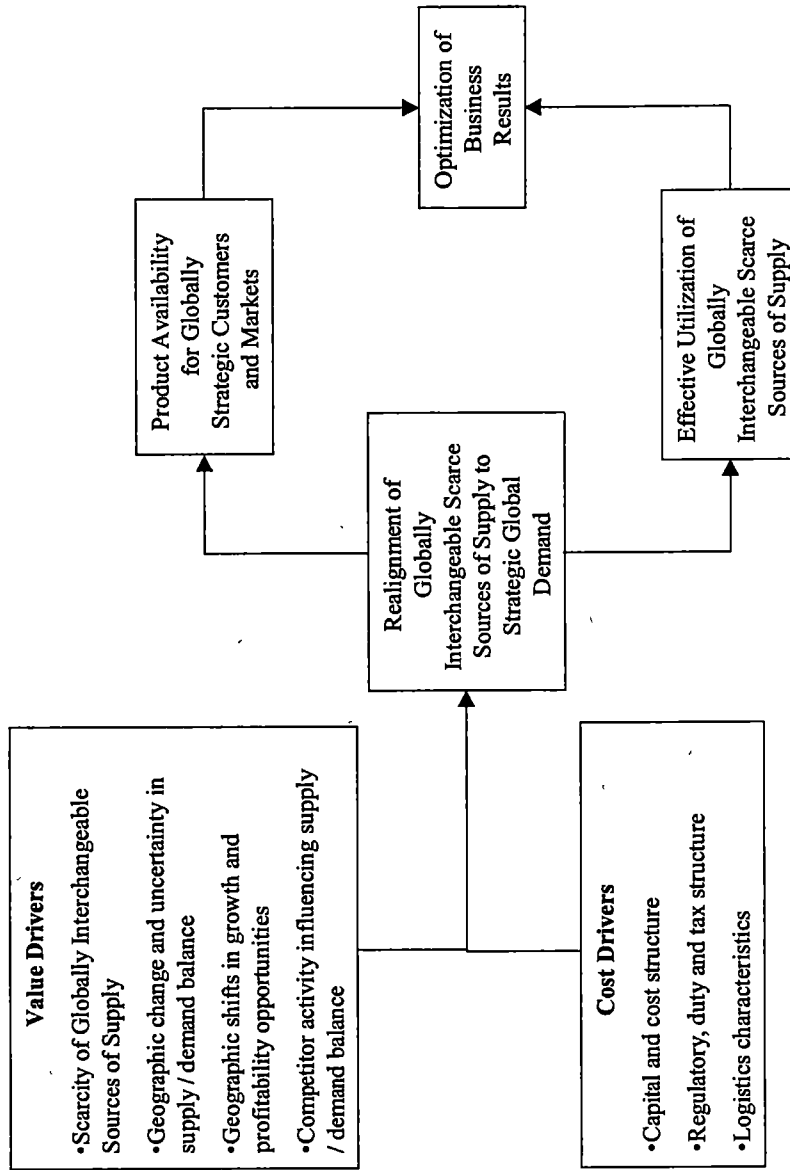 Value Drivers
•Scarcity of Globally Interchangeable
Sources of Supply
•Geographic change and uncertainty in
supply / demand balance
•Geographic shifts in growth and
profitability opportunities
•Competitor activity influencing supply
/ demand balance
Cost Drivers
•Capital and cost structure
•Regulatory, duty and tax structure
•Logistics characteristics
Realignment of
Globally
Interchangeable Scarce
Sources of Supply to
Strategic Global
Demand
Product Availability
for Globally
Strategic Customers
and Markets
Effective Utilization of
Globally
Interchangeable Scarce
Sources of Supply
Optimization of
Business
Results